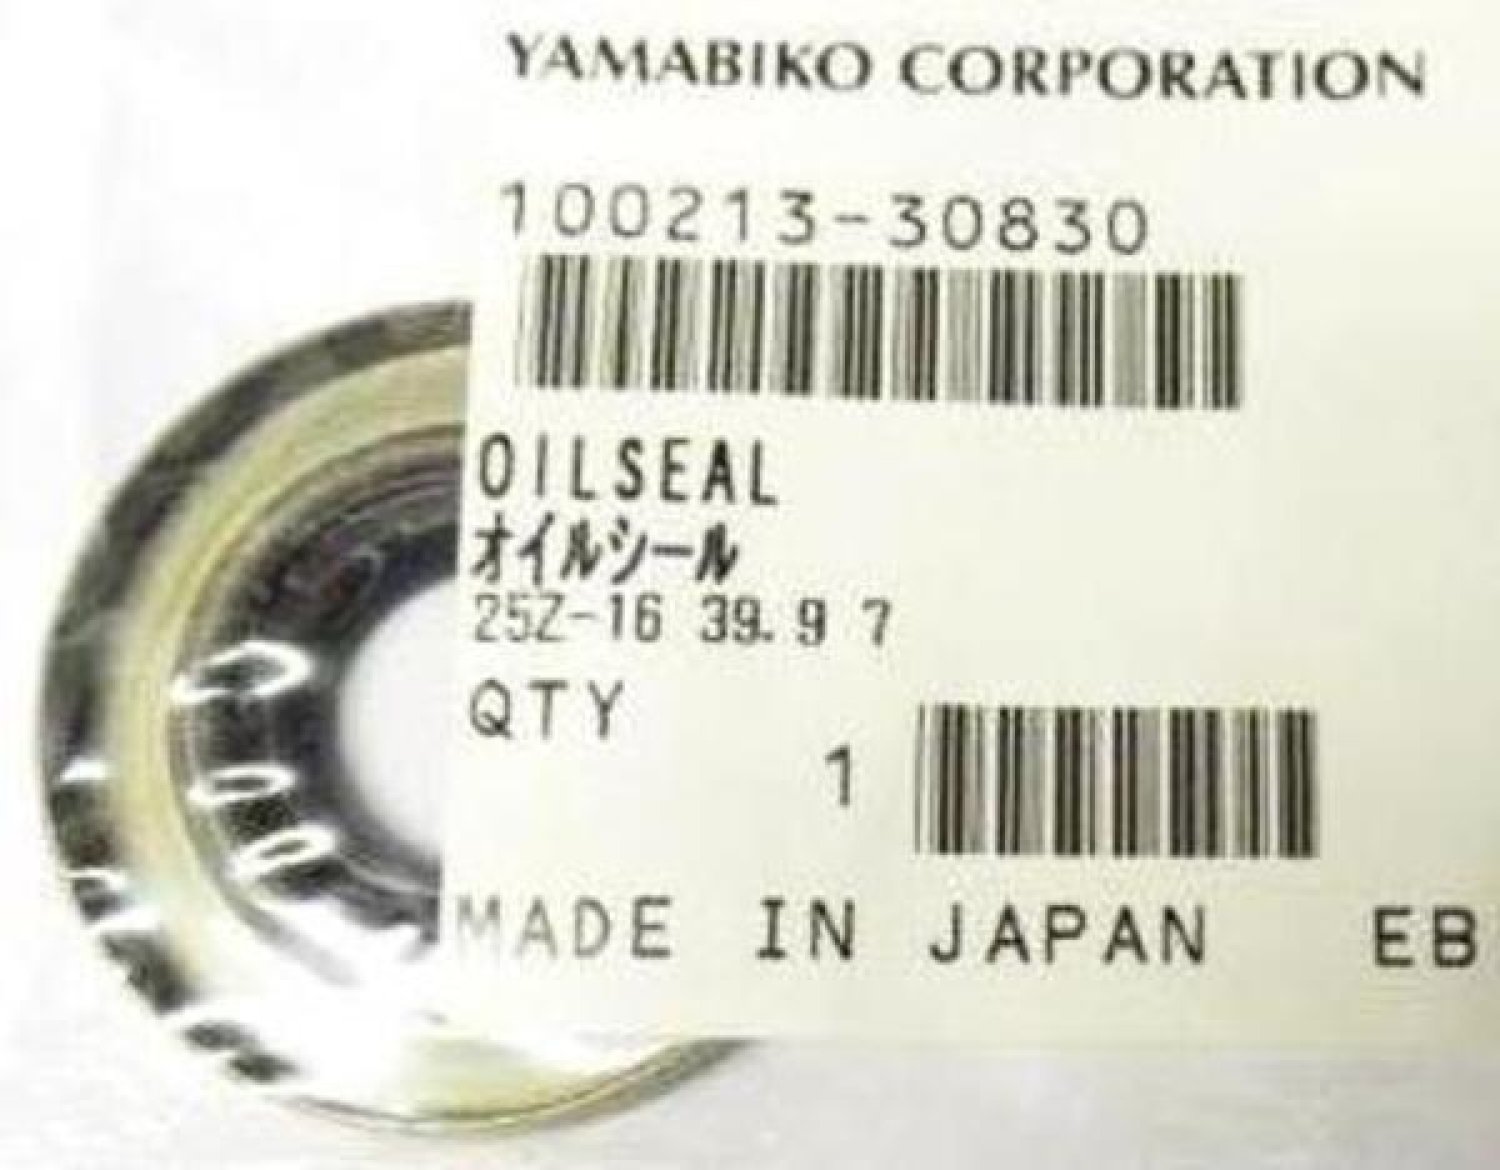 YAMABIKO CORPORATION
100213-30830
OILSEAL
オイルシール
25Z-16 39.9 7
QTY
1
MADE IN JAPAN EB